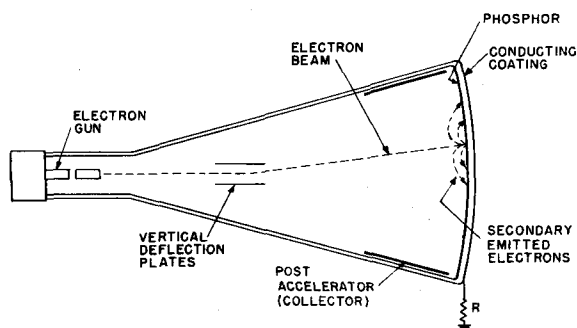 PHOSPHOR
CONDUCTING
COATING
ELECTRON
BEAM
ELECTRON
GUN
VERTICAL
DEFLECTION
PLATES
POST
ACCELERATOR
(COLLECTOR)
SECONDARY
EMITTED
ELECTRONS
R